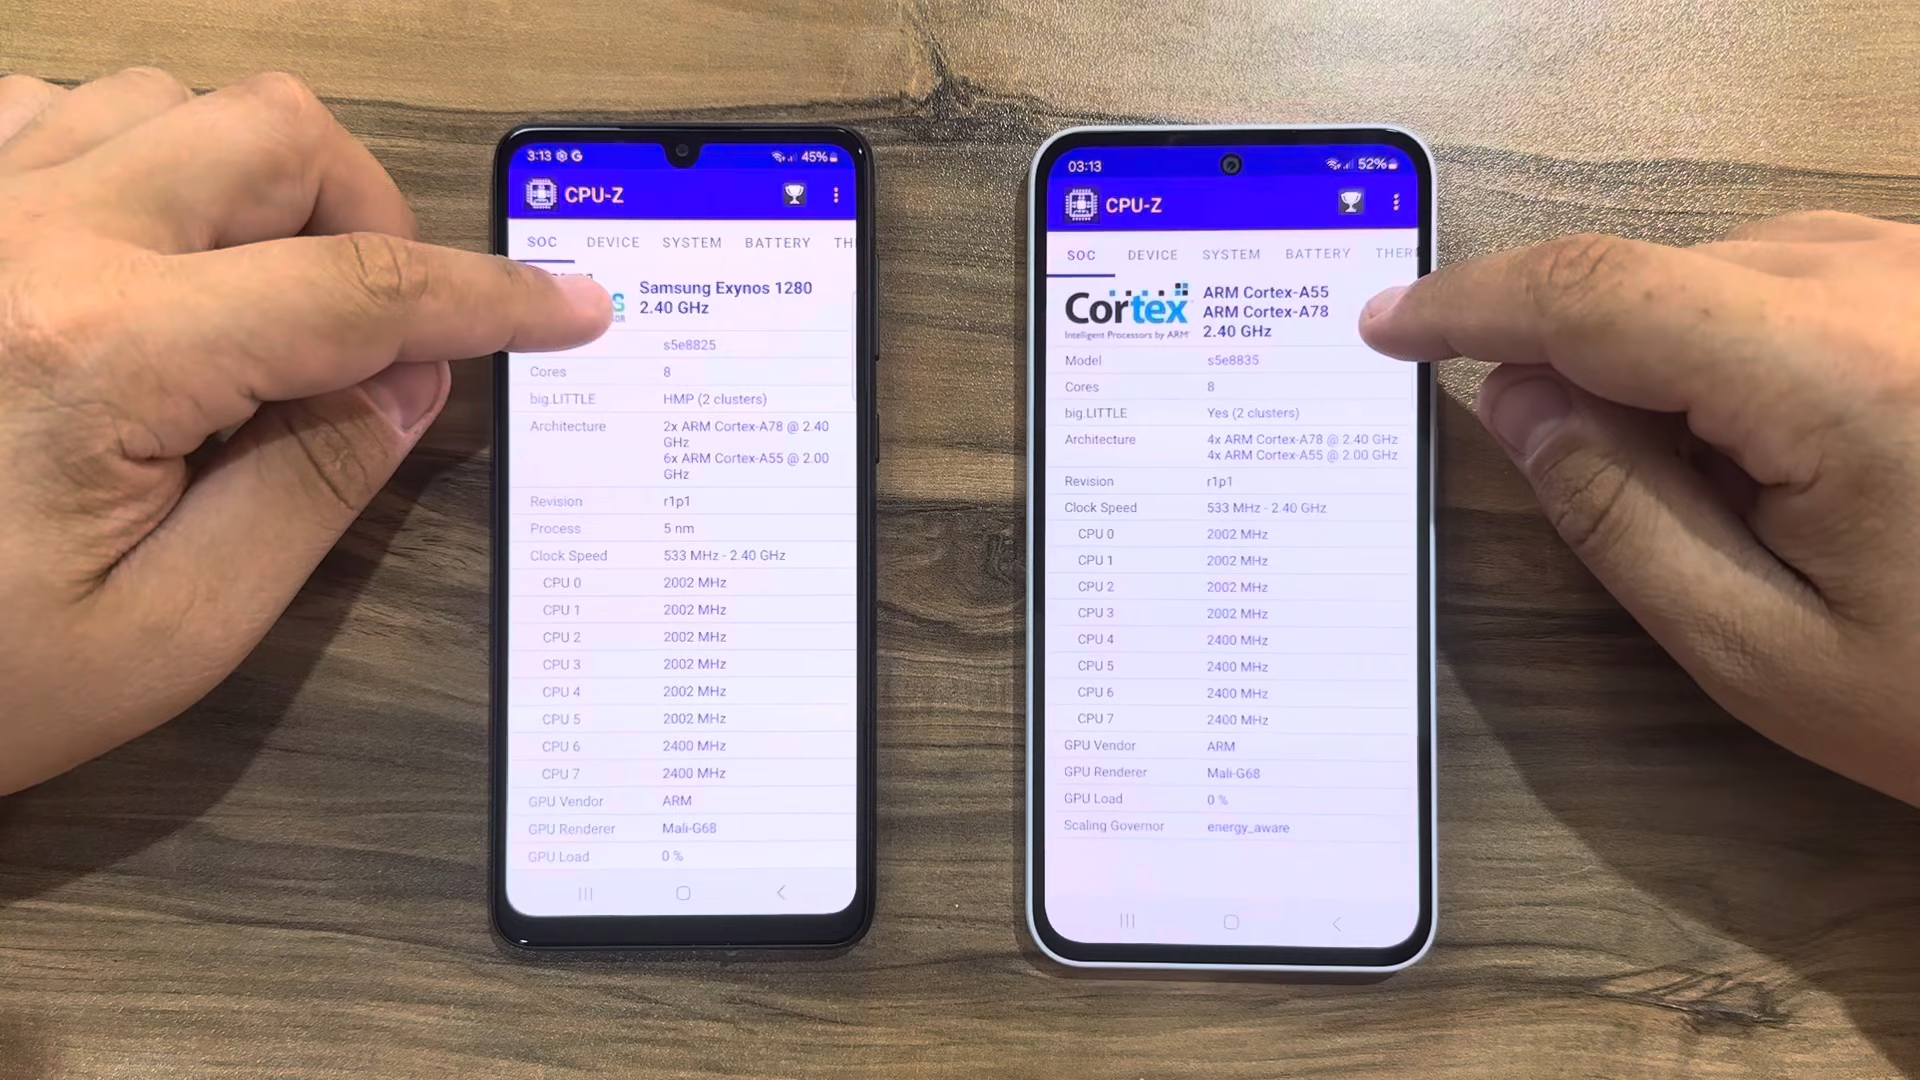 3:13 G
45%
CPU-Z
SOC DEVICE SYSTEM BATTERY
Samsung Exynos 1280
2.40 GHz
s5e8825
Cores 8
big.LITTLE HMP (2 clusters)
Architecture 2x ARM Cortex-A78 @ 2.40
GHz
6x ARM Cortex-A55 @ 2.00
GHz
Revision r1p1
Process 5 nm
Clock Speed 533 MHz - 2.40 GHz
CPU 0 2002 MHz
CPU 1 2002 MHz
CPU 2 2002 MHz
CPU 3 2002 MHz
CPU 4 2002 MHz
CPU 5 2002 MHz
CPU 6 2400 MHz
CPU 7 2400 MHz
GPU Vendor ARM
GPU Renderer Mali-G68
GPU Load 0 %
03:13
52%
CPU-Z
SOC DEVICE SYSTEM BATTERY THER
Cortex
Intelligent Processors by ARM
ARM Cortex-A55
ARM Cortex-A78
2.40 GHz
Model s5e8835
Cores 8
big.LITTLE Yes (2 clusters)
Architecture 4x ARM Cortex-A78 @ 2.40 GHz
4x ARM Cortex-A55 @ 2.00 GHz
Revision r1p1
Clock Speed 533 MHz - 2.40 GHz
CPU 0 2002 MHz
CPU 1 2002 MHz
CPU 2 2002 MHz
CPU 3 2002 MHz
CPU 4 2400 MHz
CPU 5 2400 MHz
CPU 6 2400 MHz
CPU 7 2400 MHz
GPU Vendor ARM
GPU Renderer Mali-G68
GPU Load 0 %
Scaling Governor energy_aware